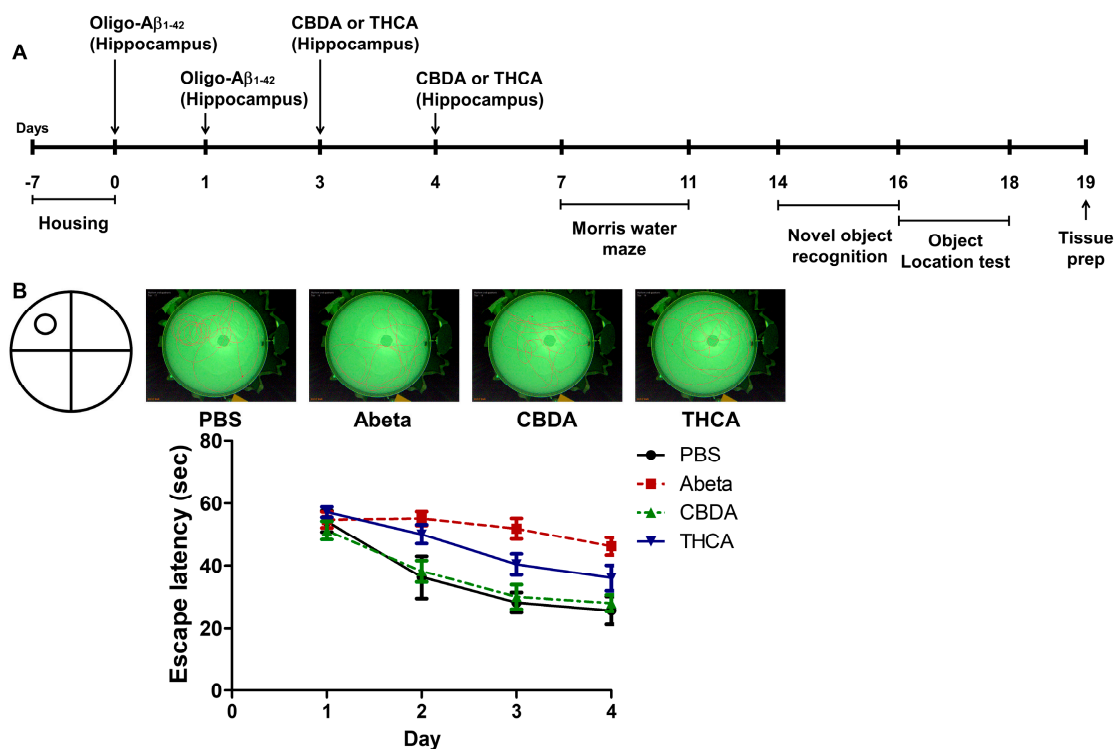 A
Oligo-Aβ1-42
(Hippocampus)
CBDA or THCA
(Hippocampus)
Oligo-Aβ1-42
(Hippocampus)
CBDA or THCA
(Hippocampus)
Days
-7 0 1 3 4 7 11 14 16 18 19
Housing
Morris water
maze
Novel object
recognition
Object
Location test
Tissue
prep
B
PBS Abeta CBDA THCA
Escape latency (sec)
80
60
40
20
0
0 1 2 3 4
Day
PBS
Abeta
CBDA
THCA